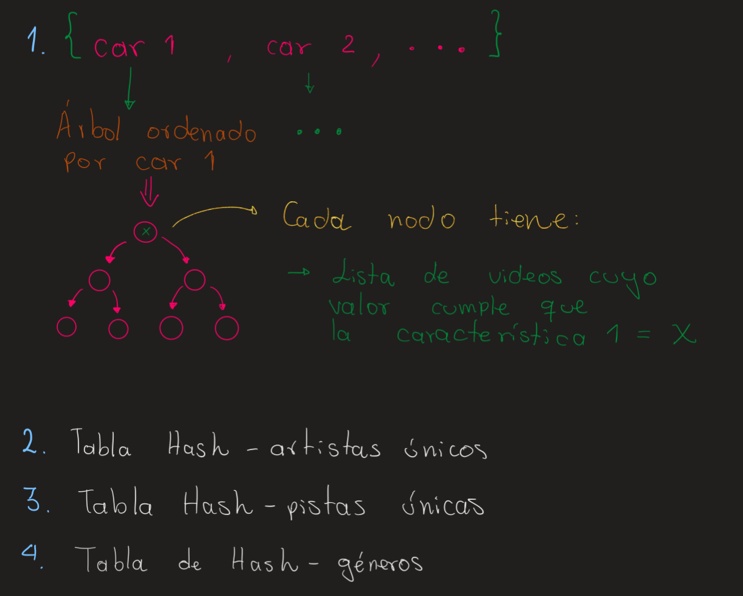 1. { car 1 , car 2, ... }
Árbol ordenado ...
por car 1
x
Cada nodo tiene:
→ Lista de videos cuyo
valor cumple que
la característica 1 = X
2. Tabla Hash - artistas únicos
3. Tabla Hash - pistas únicas
4. Tabla de Hash - géneros